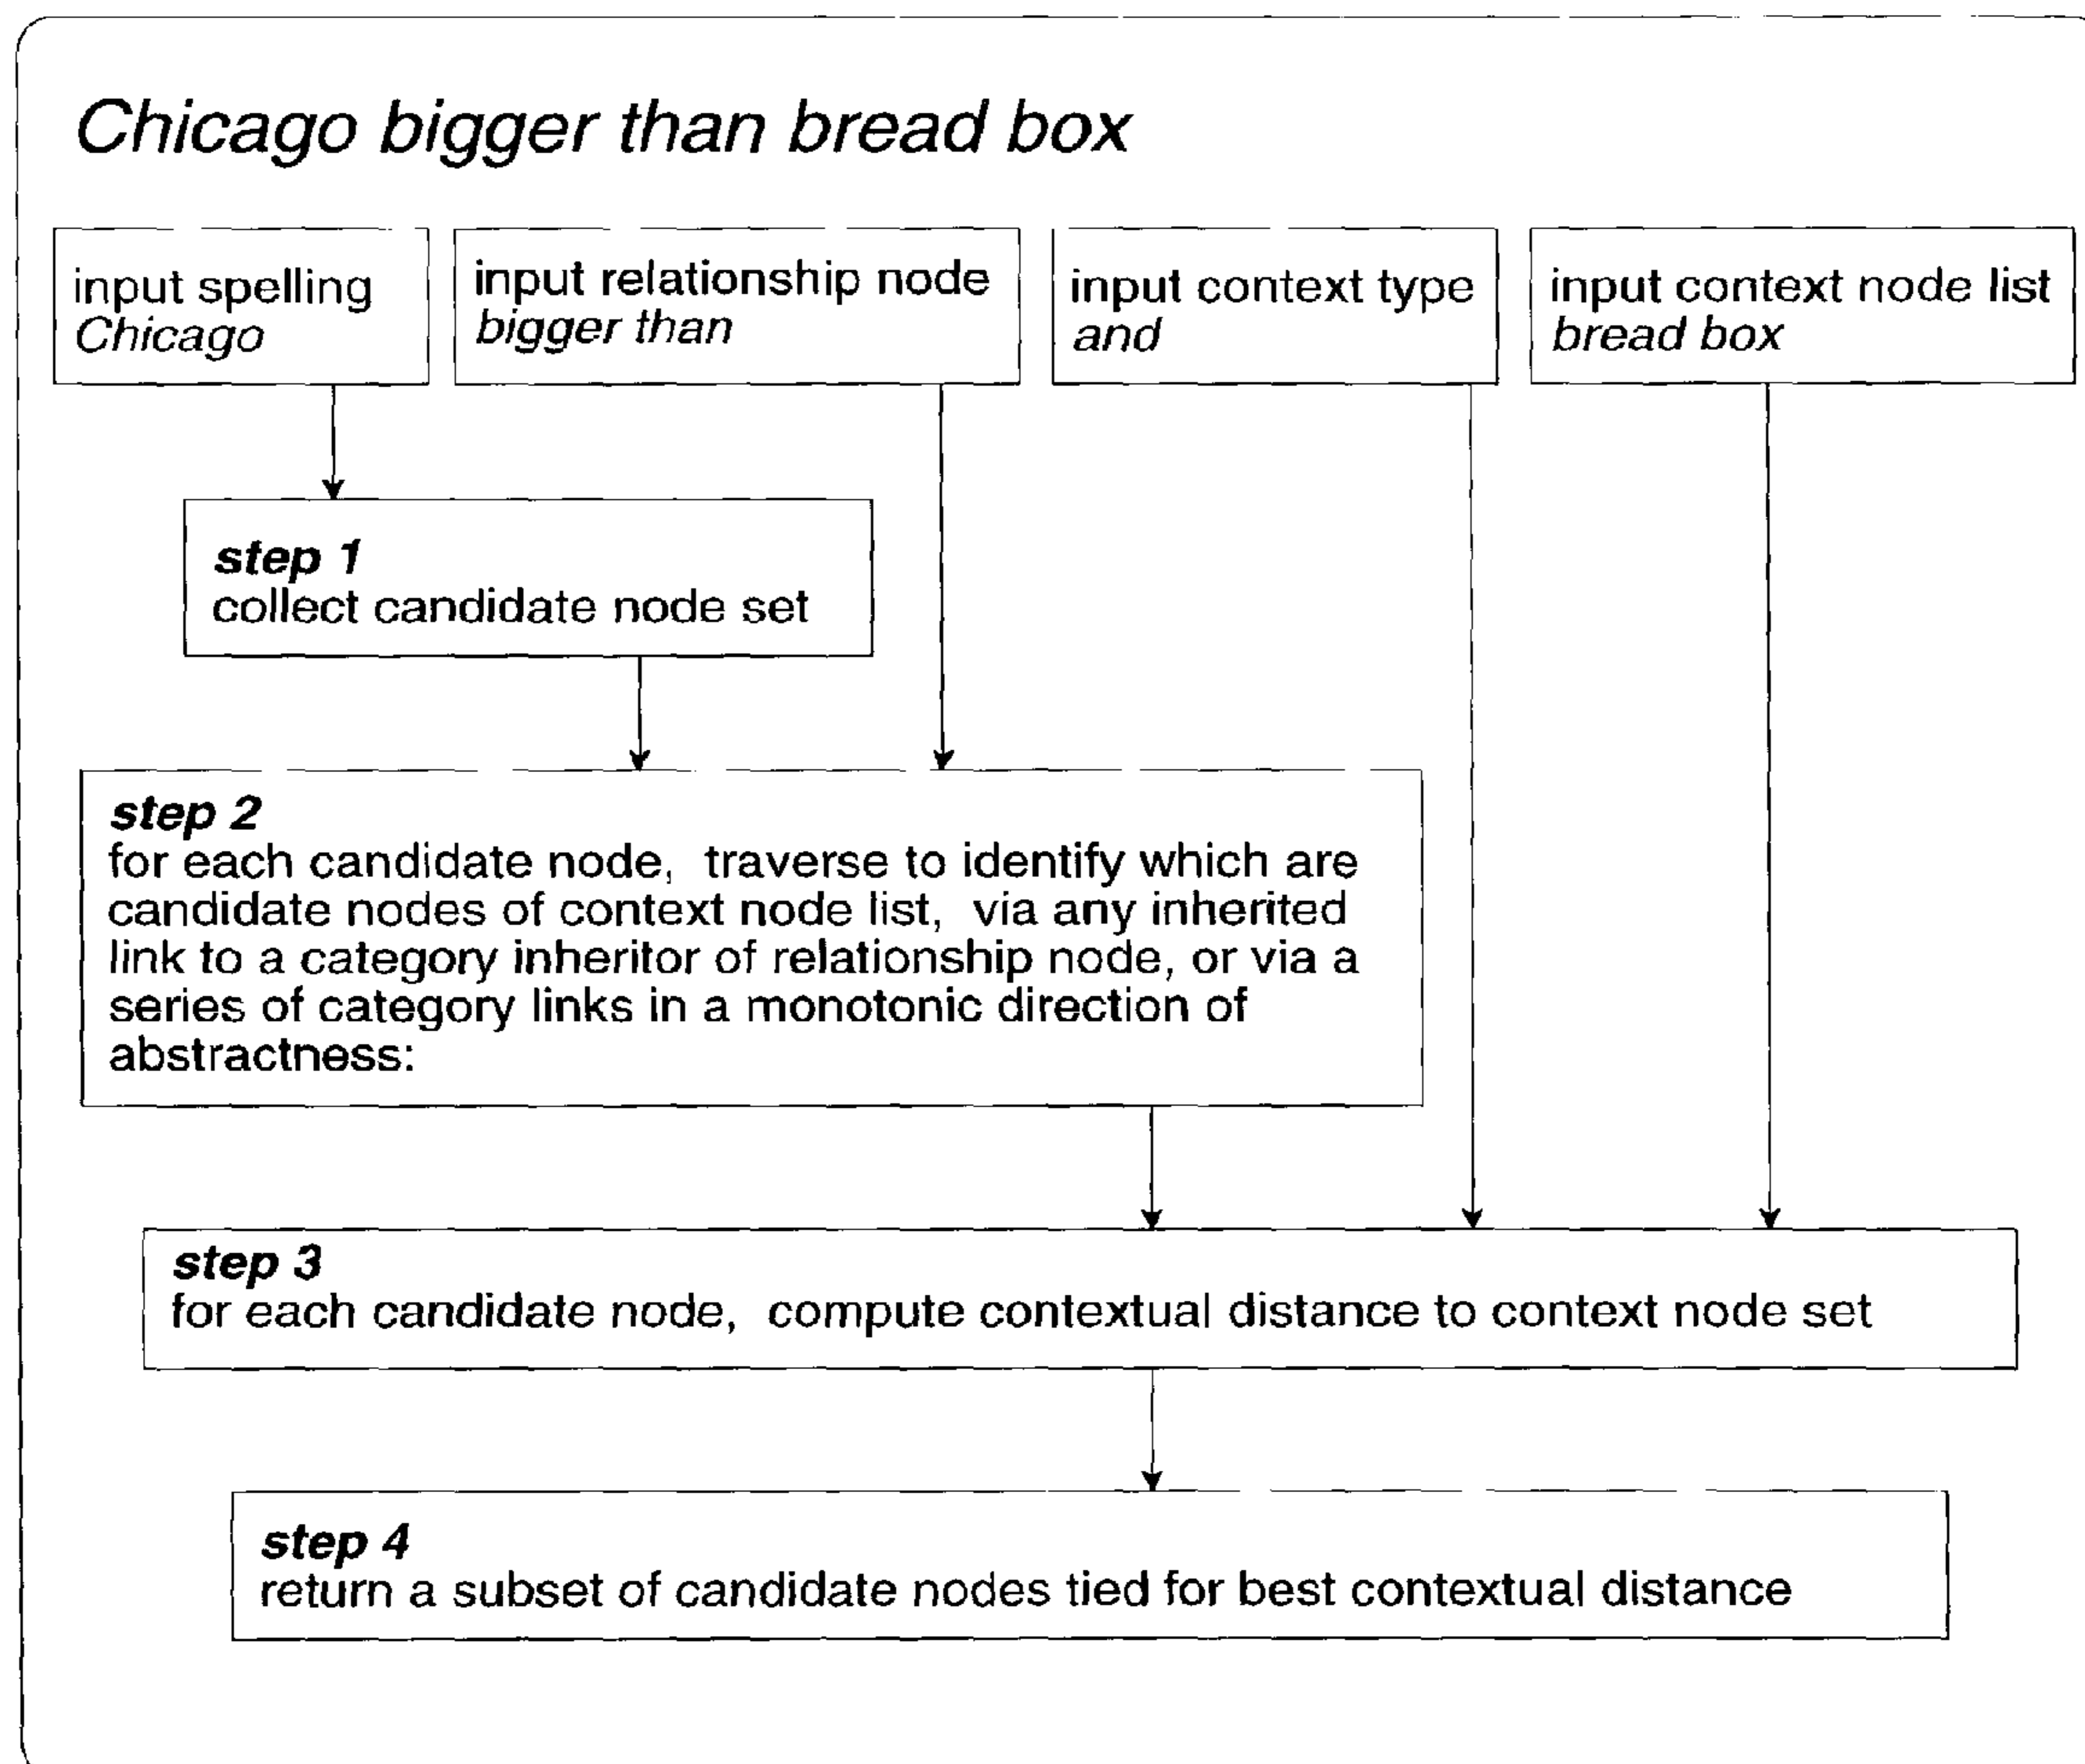 Chicago bigger than bread box
input spelling
Chicago
input relationship node
bigger than
input context type
and
input context node list
bread box
step 1
collect candidate node set
step 2
for each candidate node, traverse to identify which are
candidate nodes of context node list, via any inherited
link to a category inheritor of relationship node, or via a
series of category links in a monotonic direction of
abstractness:
step 3
for each candidate node, compute contextual distance to context node set
step 4
return a subset of candidate nodes tied for best contextual distance